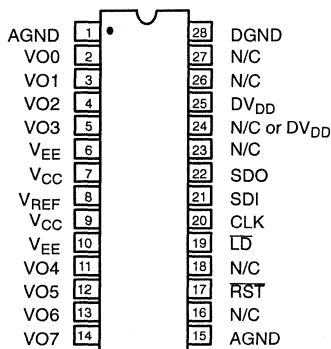 AGND 1 28 DGND
VO0 2 27 N/C
VO1 3 26 N/C
VO2 4 25 DVDD
VO3 5 24 N/C or DVDD
VEE 6 23 N/C
VCC 7 22 SDO
VREF 8 21 SDI
VCC 9 20 CLK
VEE 10 19 L̅D̅
VO4 11 18 N/C
VO5 12 17 R̅S̅T̅
VO6 13 16 N/C
VO7 14 15 AGND